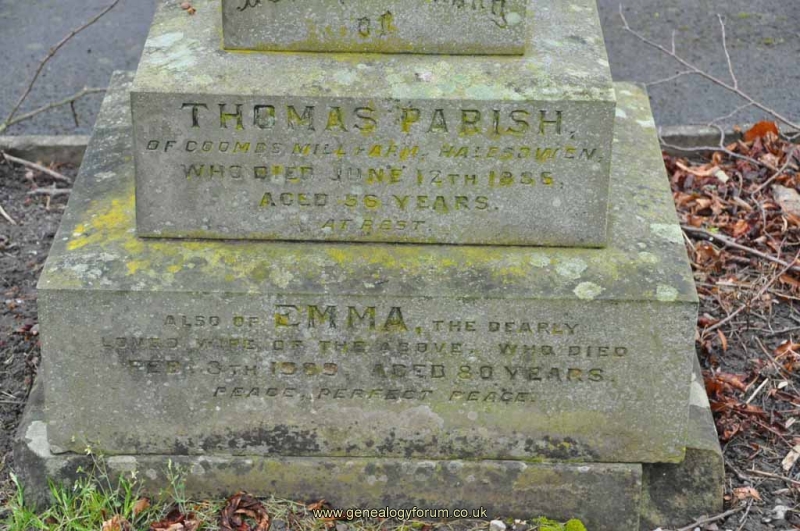 of
THOMAS PARISH,
OF COOMBS MILL FARM, HALESOWEN,
WHO DIED JUNE 12TH
AGED 56 YEARS.
AT REST.
ALSO OF EMMA, THE DEARLY
LOVED WIFE OF THE ABOVE, WHO DIED
FEB. AGED 80 YEARS.
PEACE, PERFECT PEACE.
www.genealogyforum.co.uk